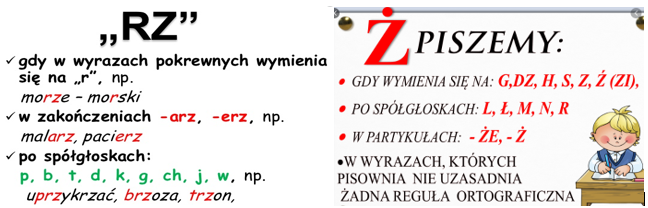 „RZ”
✓ gdy w wyrazach pokrewnych wymienia
się na „r”, np.
morze – morski
✓ w zakończeniach -arz, -erz, np.
malarz, pacierz
✓ po spółgłoskach:
p, b, t, d, k, g, ch, j, w, np.
uprzykrzać, brzoza, trzon,
Ż PISZEMY:
• GDY WYMIENIA SIĘ NA: G,DZ, H, S, Z, Ź (ZI),
• PO SPÓŁGŁOSKACH: L, Ł, M, N, R
• W PARTYKUŁACH: - ŻE, - Ż
•W WYRAZACH, KTÓRYCH
PISOWNIA NIE UZASADNIA
ŻADNA REGUŁA ORTOGRAFICZNA